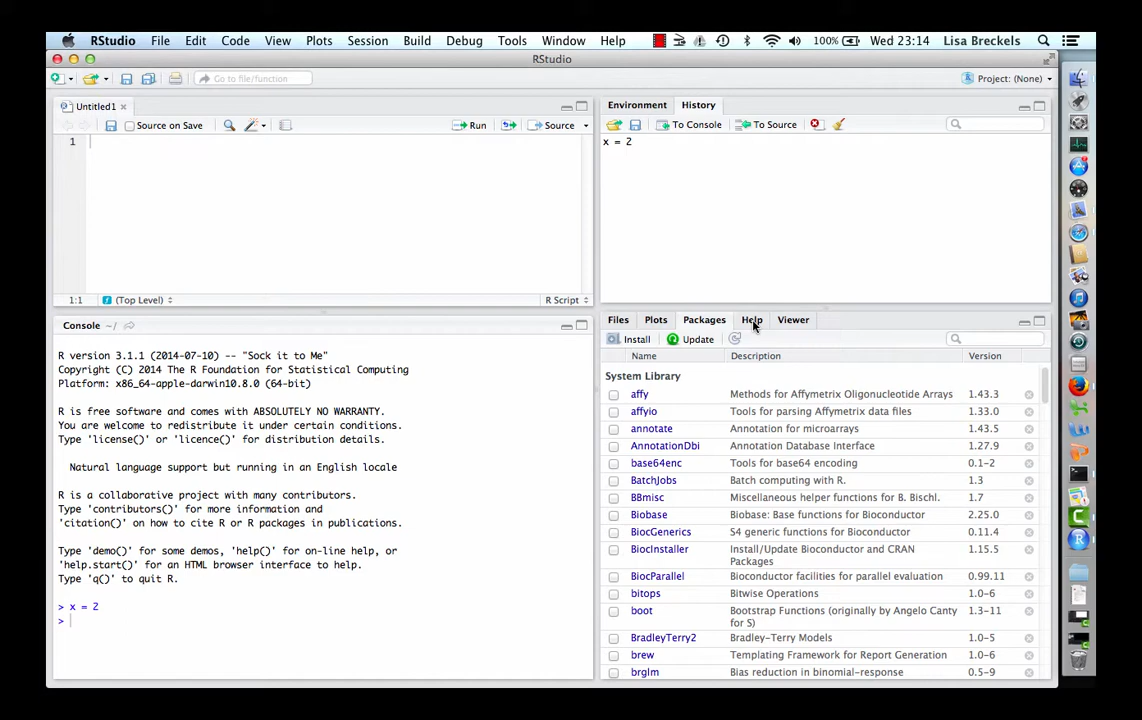 RStudio File Edit Code View Plots Session Build Debug Tools Window Help 100% Wed 23:14 Lisa Breckels
RStudio
Go to file/function Project: (None)
Untitled1
Source on Save Run Source
1
1:1 (Top Level) R Script
Console ~/
R version 3.1.1 (2014-07-10) -- "Sock it to Me"
Copyright (C) 2014 The R Foundation for Statistical Computing
Platform: x86_64-apple-darwin10.8.0 (64-bit)
R is free software and comes with ABSOLUTELY NO WARRANTY.
You are welcome to redistribute it under certain conditions.
Type 'license()' or 'licence()' for distribution details.
Natural language support but running in an English locale
R is a collaborative project with many contributors.
Type 'contributors()' for more information and
'citation()' on how to cite R or R packages in publications.
Type 'demo()' for some demos, 'help()' for on-line help, or
'help.start()' for an HTML browser interface to help.
Type 'q()' to quit R.
> x = 2
>
Environment History
To Console To Source
x = 2
Files Plots Packages Help Viewer
Install Update
Name Description Version
System Library
affy Methods for Affymetrix Oligonucleotide Arrays 1.43.3
affyio Tools for parsing Affymetrix data files 1.33.0
annotate Annotation for microarrays 1.43.5
AnnotationDbi Annotation Database Interface 1.27.9
base64enc Tools for base64 encoding 0.1-2
BatchJobs Batch computing with R. 1.3
BBmisc Miscellaneous helper functions for B. Bischl. 1.7
Biobase Biobase: Base functions for Bioconductor 2.25.0
BiocGenerics S4 generic functions for Bioconductor 0.11.4
BiocInstaller Install/Update Bioconductor and CRAN 1.15.5
Packages
BiocParallel Bioconductor facilities for parallel evaluation 0.99.11
bitops Bitwise Operations 1.0-6
boot Bootstrap Functions (originally by Angelo Canty 1.3-11
for S)
BradleyTerry2 Bradley-Terry Models 1.0-5
brew Templating Framework for Report Generation 1.0-6
brglm Bias reduction in binomial-response 0.5-9